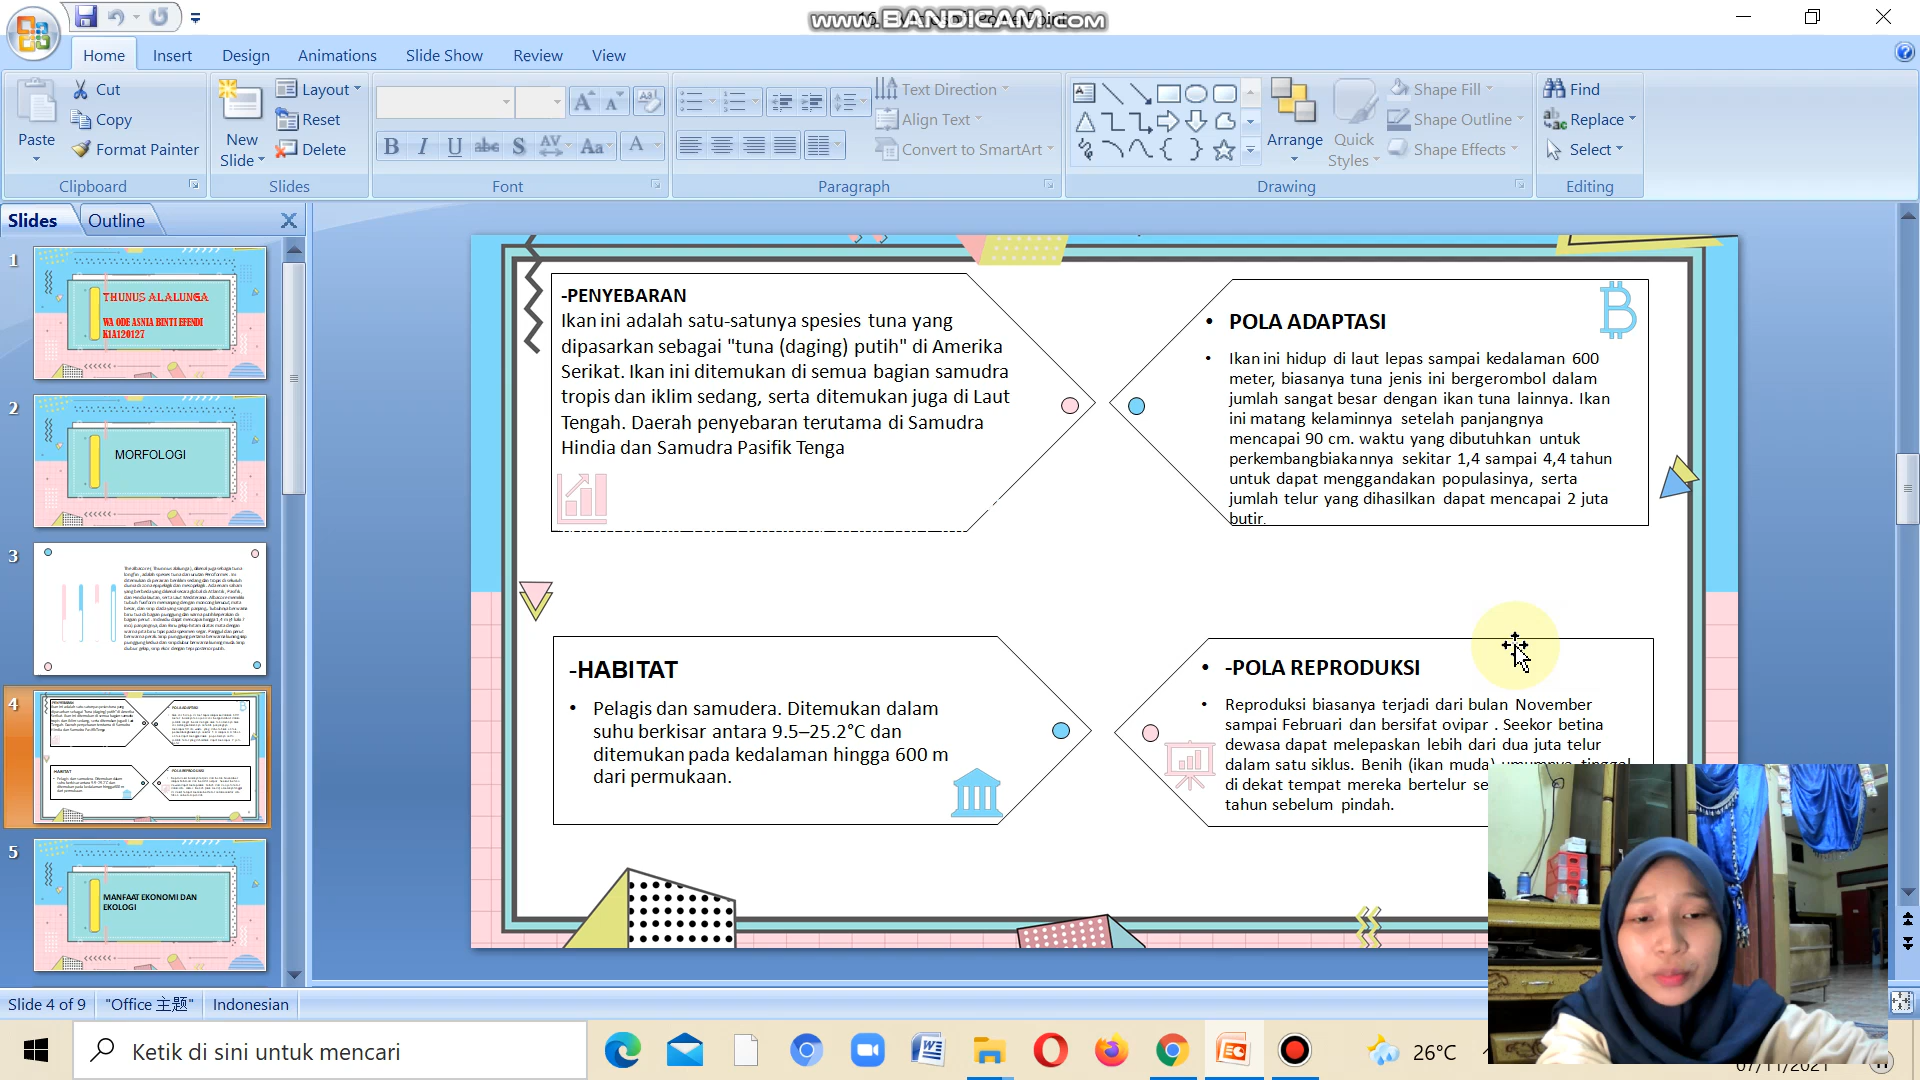 www.BANDICAM.com
Home
Insert
Design
Animations
Slide Show
Review
View
Paste
Cut
Copy
Format Painter
Clipboard
New Slide
Layout
Reset
Delete
Slides
Font
Text Direction
Align Text
Convert to SmartArt
Paragraph
Arrange
Quick Styles
Shape Fill
Shape Outline
Shape Effects
Drawing
Find
Replace
Select
Editing
Slides
Outline
1
THUNUS ALALUNGA
WA ODE ASNIA BINTI EFENDI
K1A120127
2
MORFOLOGI
3
4
5
MANFAAT EKONOMI DAN
EKOLOGI
-PENYEBARAN
Ikan ini adalah satu-satunya spesies tuna yang
dipasarkan sebagai "tuna (daging) putih" di Amerika
Serikat. Ikan ini ditemukan di semua bagian samudra
tropis dan iklim sedang, serta ditemukan juga di Laut
Tengah. Daerah penyebaran terutama di Samudra
Hindia dan Samudra Pasifik Tenga
• POLA ADAPTASI
• Ikan ini hidup di laut lepas sampai kedalaman 600
meter, biasanya tuna jenis ini bergerombol dalam
jumlah sangat besar dengan ikan tuna lainnya. Ikan
ini matang kelaminnya setelah panjangnya
mencapai 90 cm. waktu yang dibutuhkan untuk
perkembangbiakannya sekitar 1,4 sampai 4,4 tahun
untuk dapat menggandakan populasinya, serta
jumlah telur yang dihasilkan dapat mencapai 2 juta
butir.
-HABITAT
• Pelagis dan samudera. Ditemukan dalam
suhu berkisar antara 9.5–25.2°C dan
ditemukan pada kedalaman hingga 600 m
dari permukaan.
• -POLA REPRODUKSI
• Reproduksi biasanya terjadi dari bulan November
sampai Februari dan bersifat ovipar . Seekor betina
dewasa dapat melepaskan lebih dari dua juta telur
dalam satu siklus. Benih (ikan muda) umumnya tinggal
di dekat tempat mereka bertelur
tahun sebelum pindah.
Slide 4 of 9
"Office 主题"
Indonesian
Ketik di sini untuk mencari
26°C
07/11/2021